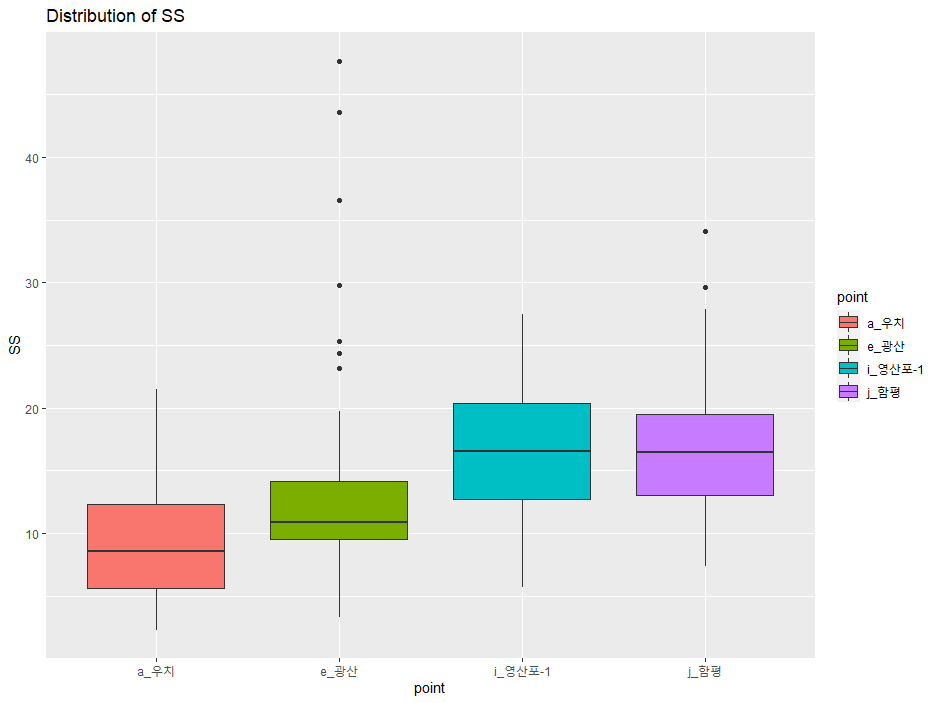 Distribution of SS
SS
40
30
20
10
a_우치
e_광산
i_영산포-1
j_함평
point
point
a_우치
e_광산
i_영산포-1
j_함평